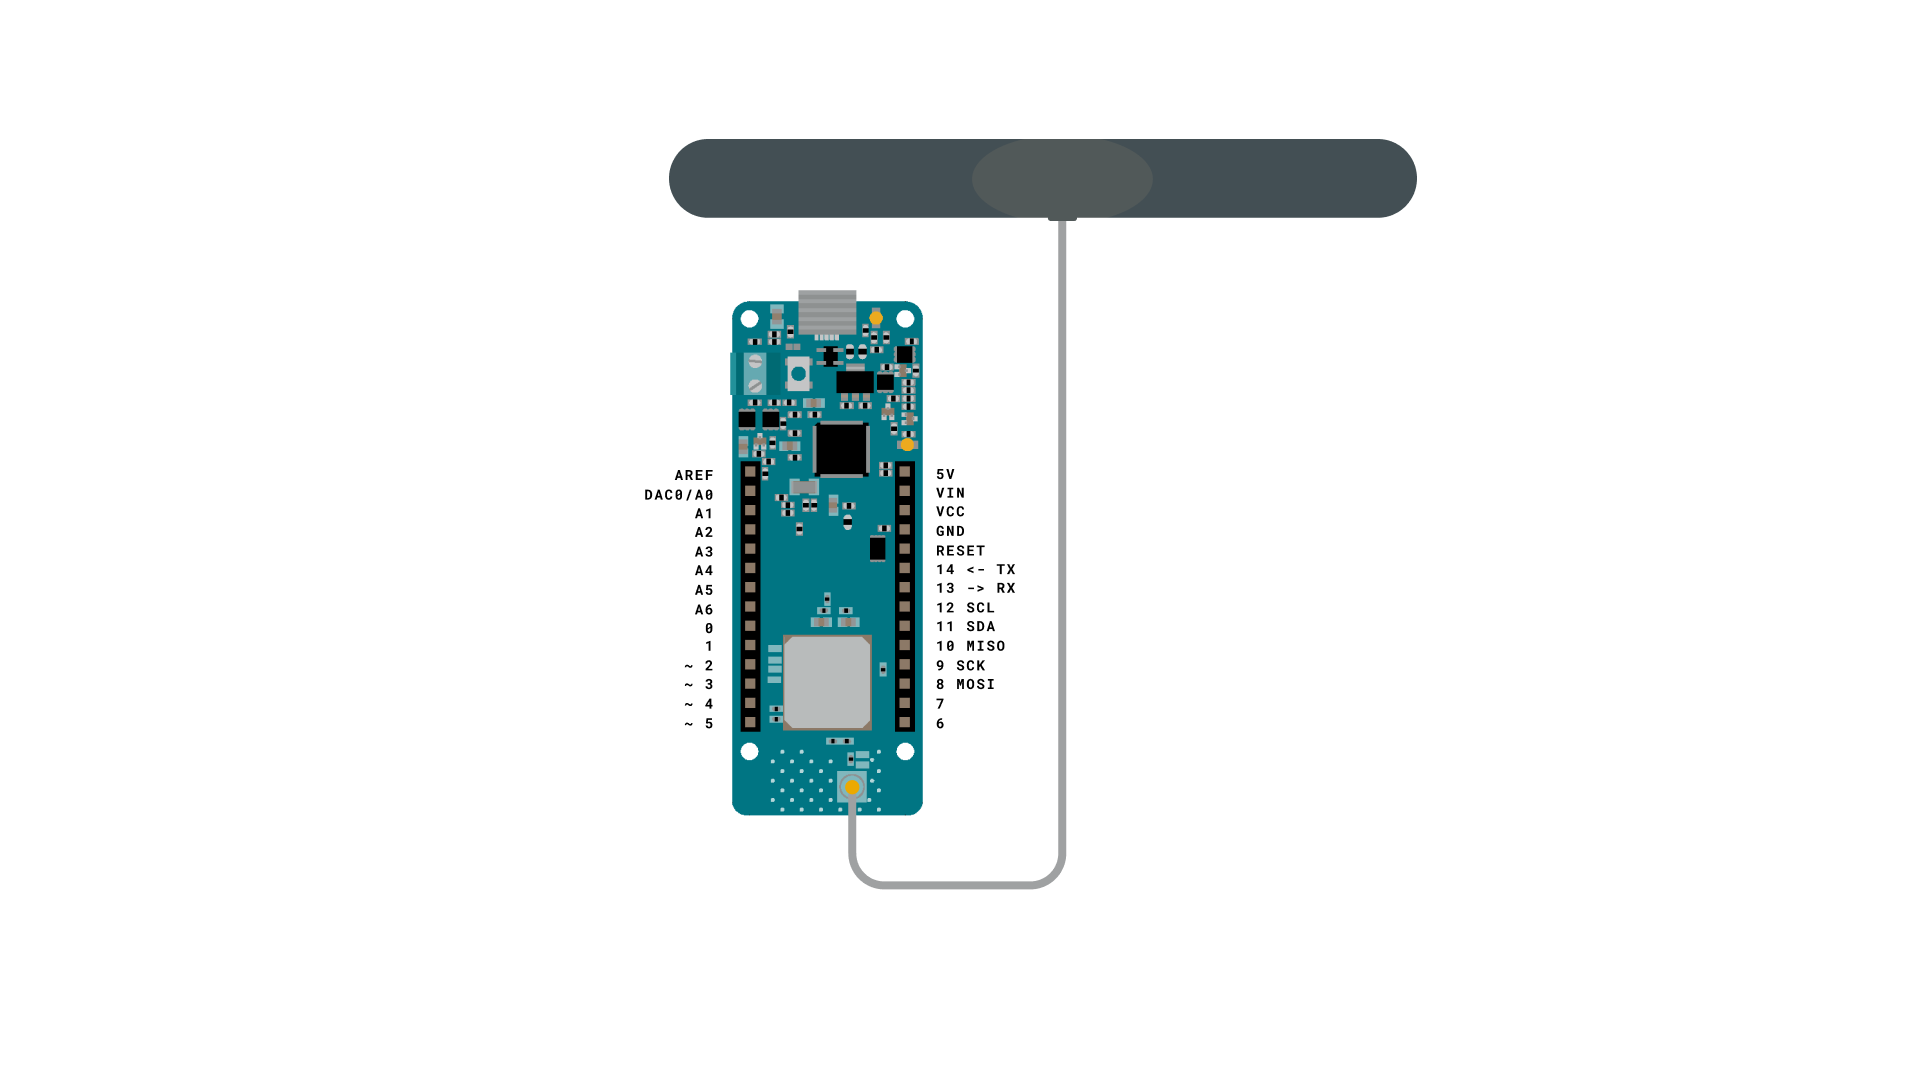 AREF
DAC0/A0
A1
A2
A3
A4
A5
A6
0
1
~ 2
~ 3
~ 4
~ 5
5V
VIN
VCC
GND
RESET
14 <- TX
13 -> RX
12 SCL
11 SDA
10 MISO
9 SCK
8 MOSI
7
6